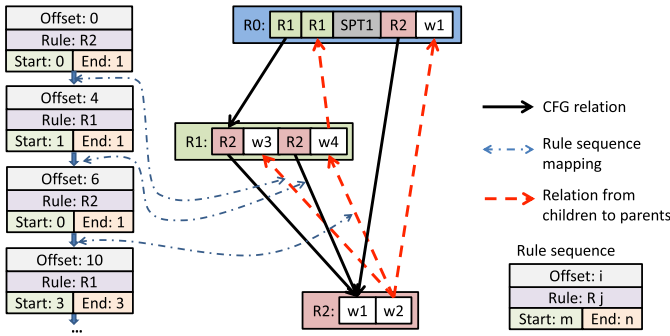 Offset: 0
Rule: R2
Start: 0 End: 1
Offset: 4
Rule: R1
Start: 1 End: 1
Offset: 6
Rule: R2
Start: 0 End: 1
Offset: 10
Rule: R1
Start: 3 End: 3
...
R0: R1 R1 SPT1 R2 w1
R1: R2 w3 R2 w4
R2: w1 w2
CFG relation
Rule sequence
mapping
Relation from
children to parents
Rule sequence
Offset: i
Rule: R j
Start: m End: n